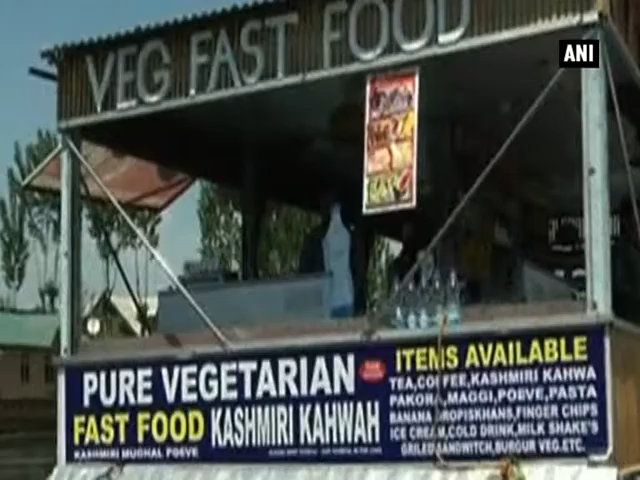 VEG FAST FOOD
ANI
PURE VEGETARIAN
FAST FOOD KASHMIRI KAHWAH
KASHMIRI MUGHAL POEVE
ITEMS AVAILABLE
TEA,COFFEE,KASHMIRI KAHWA
PAKORA,MAGGI,POEVE,PASTA
BANANA DROPISKHANS,FINGER CHIPS
ICE CREAM,COLD DRINK,MILK SHAKE'S
GRILED SANDWITCH,BURGUR VEG.ETC.